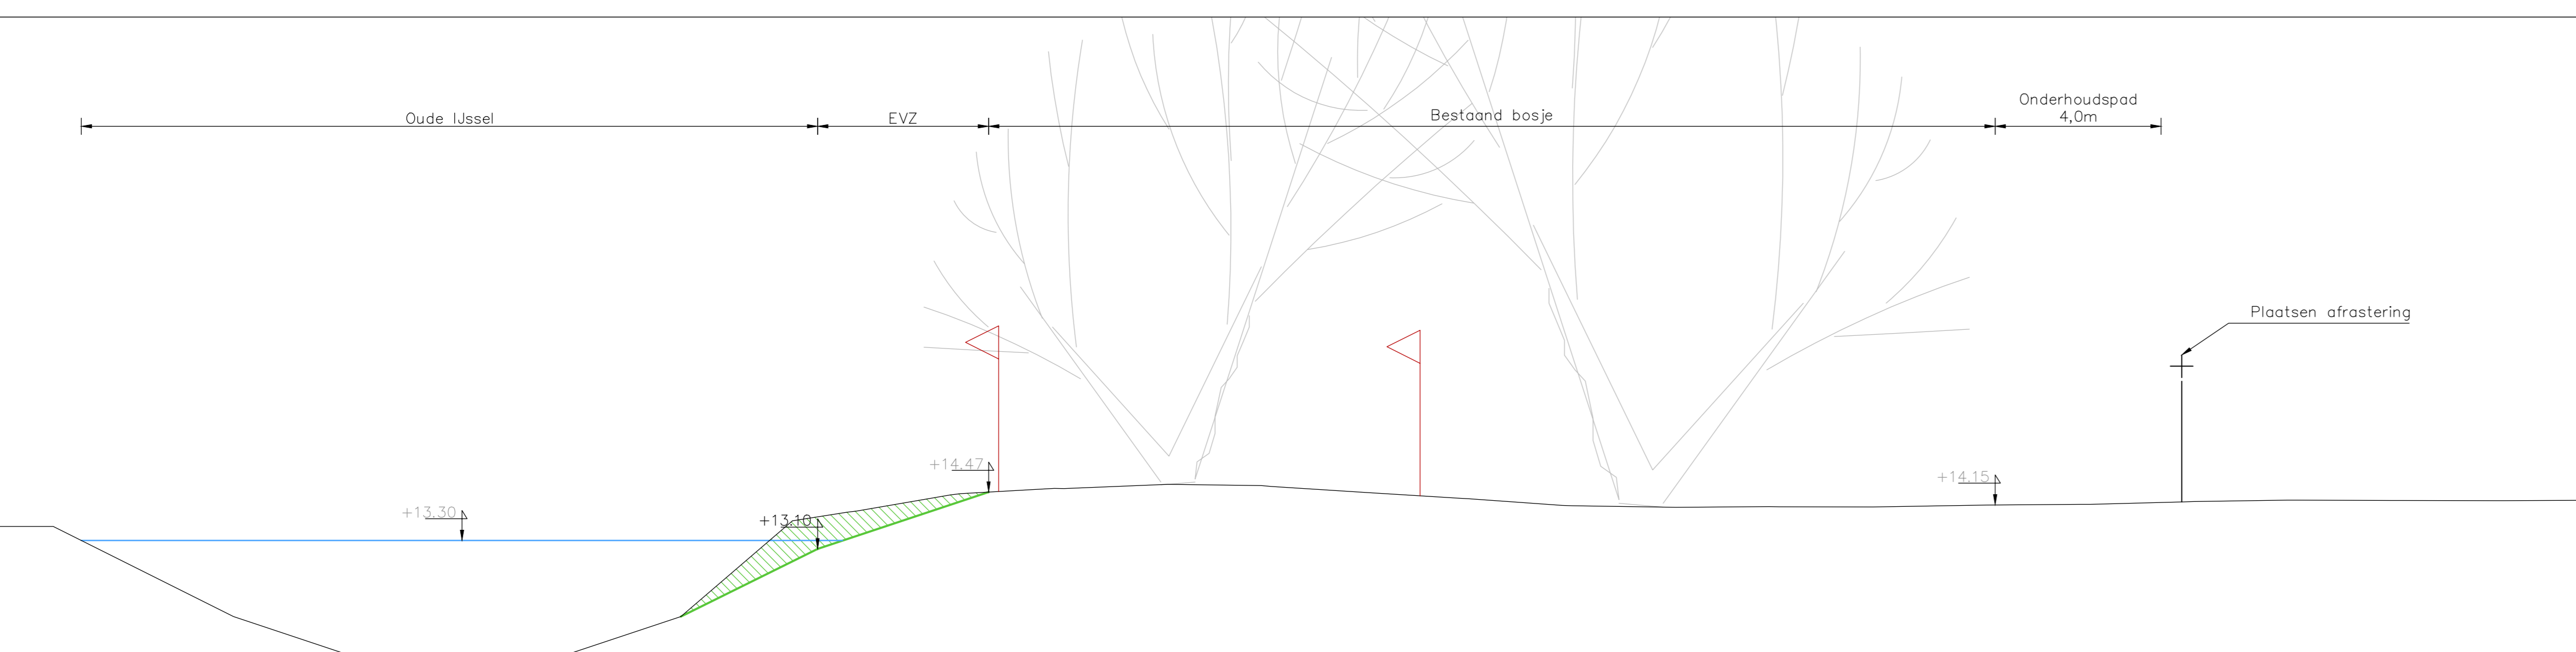 Oude IJssel
EVZ
Bestaand bosje
Onderhoudspad
4,0m
Plaatsen afrastering
+14.47
+14.15
+13.30
+13.10